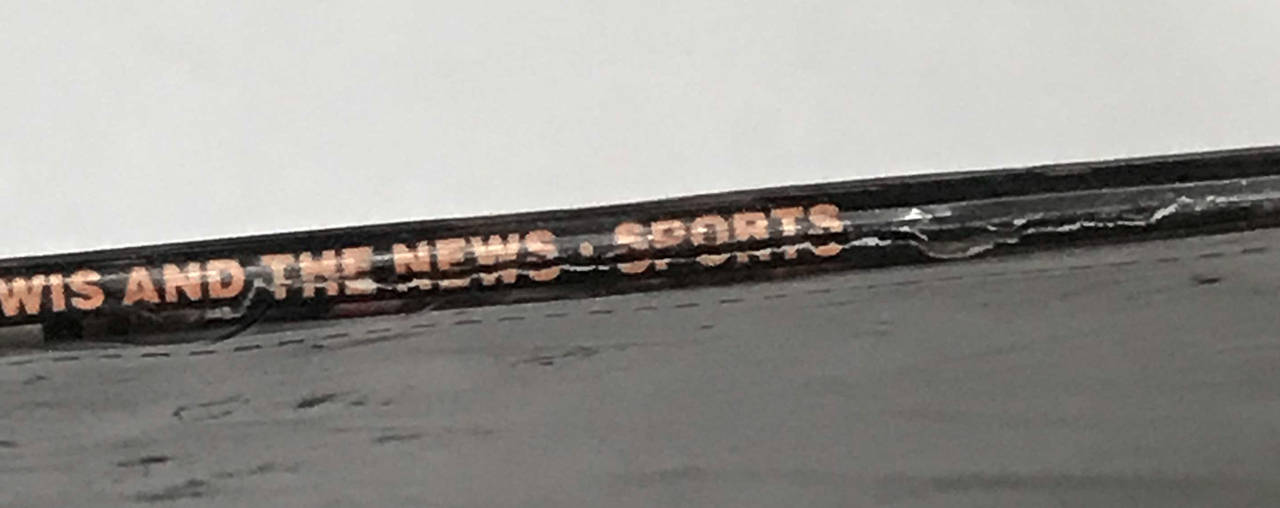 WIS AND THE NEWS · SPORTS